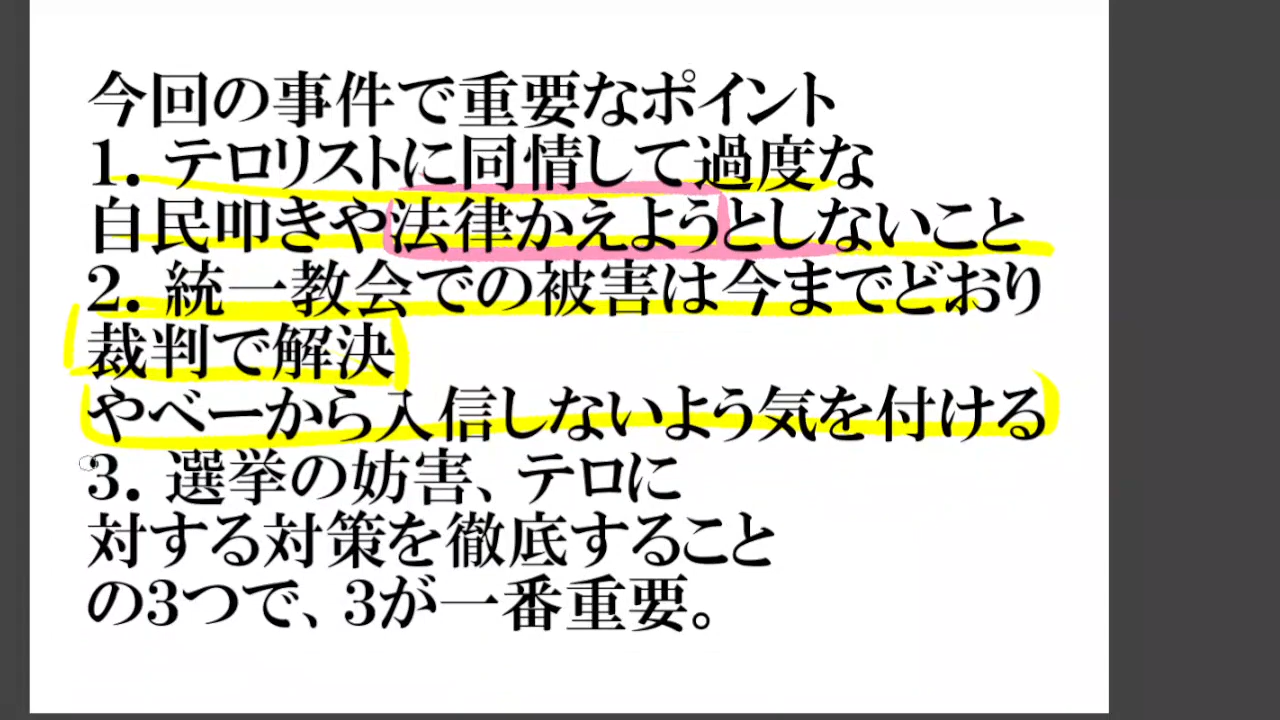 今回の事件で重要なポイント
1. テロリストに同情して過度な
自民叩きや法律かえようとしないこと
2. 統一教会での被害は今までどおり
裁判で解決
やべーから入信しないよう気を付ける
3. 選挙の妨害、テロに
対する対策を徹底すること
の3つで、3が一番重要。